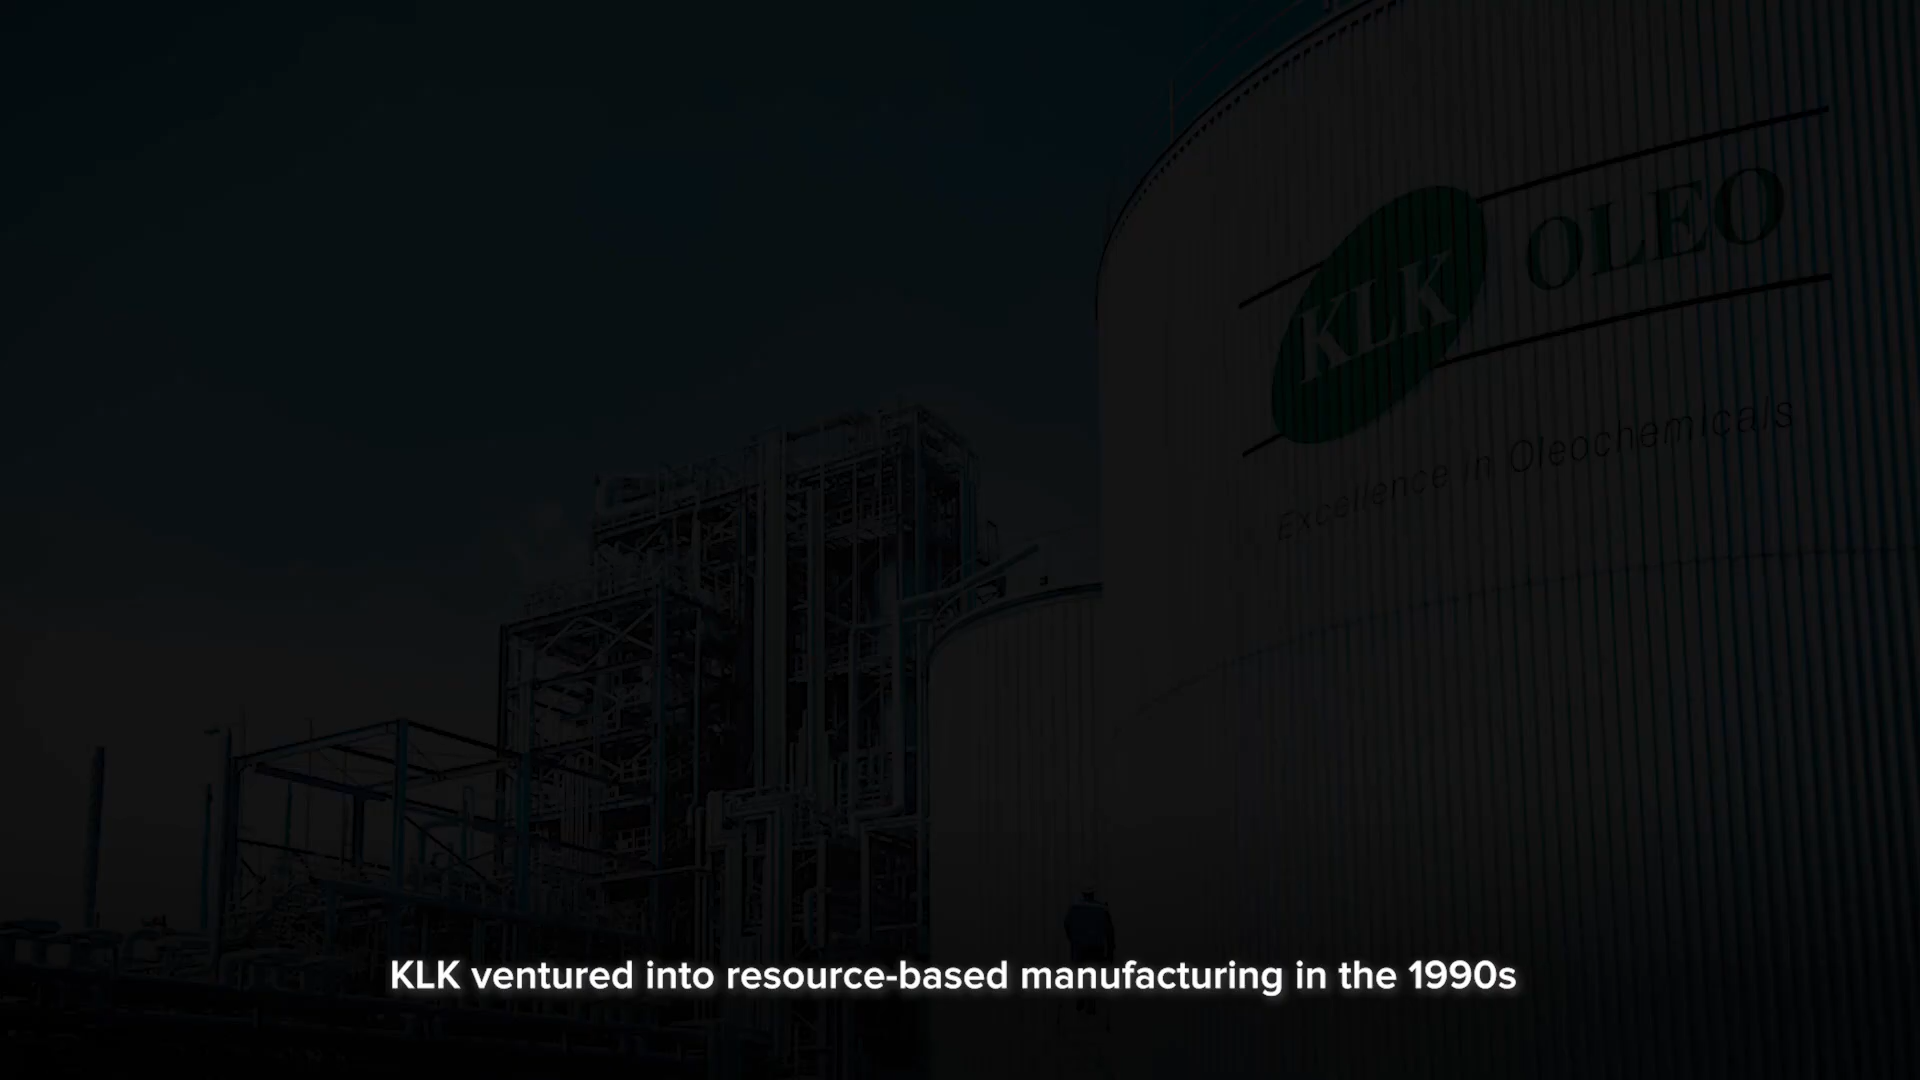 KLK OLEO
Excellence in Oleochemicals
KLK ventured into resource-based manufacturing in the 1990s